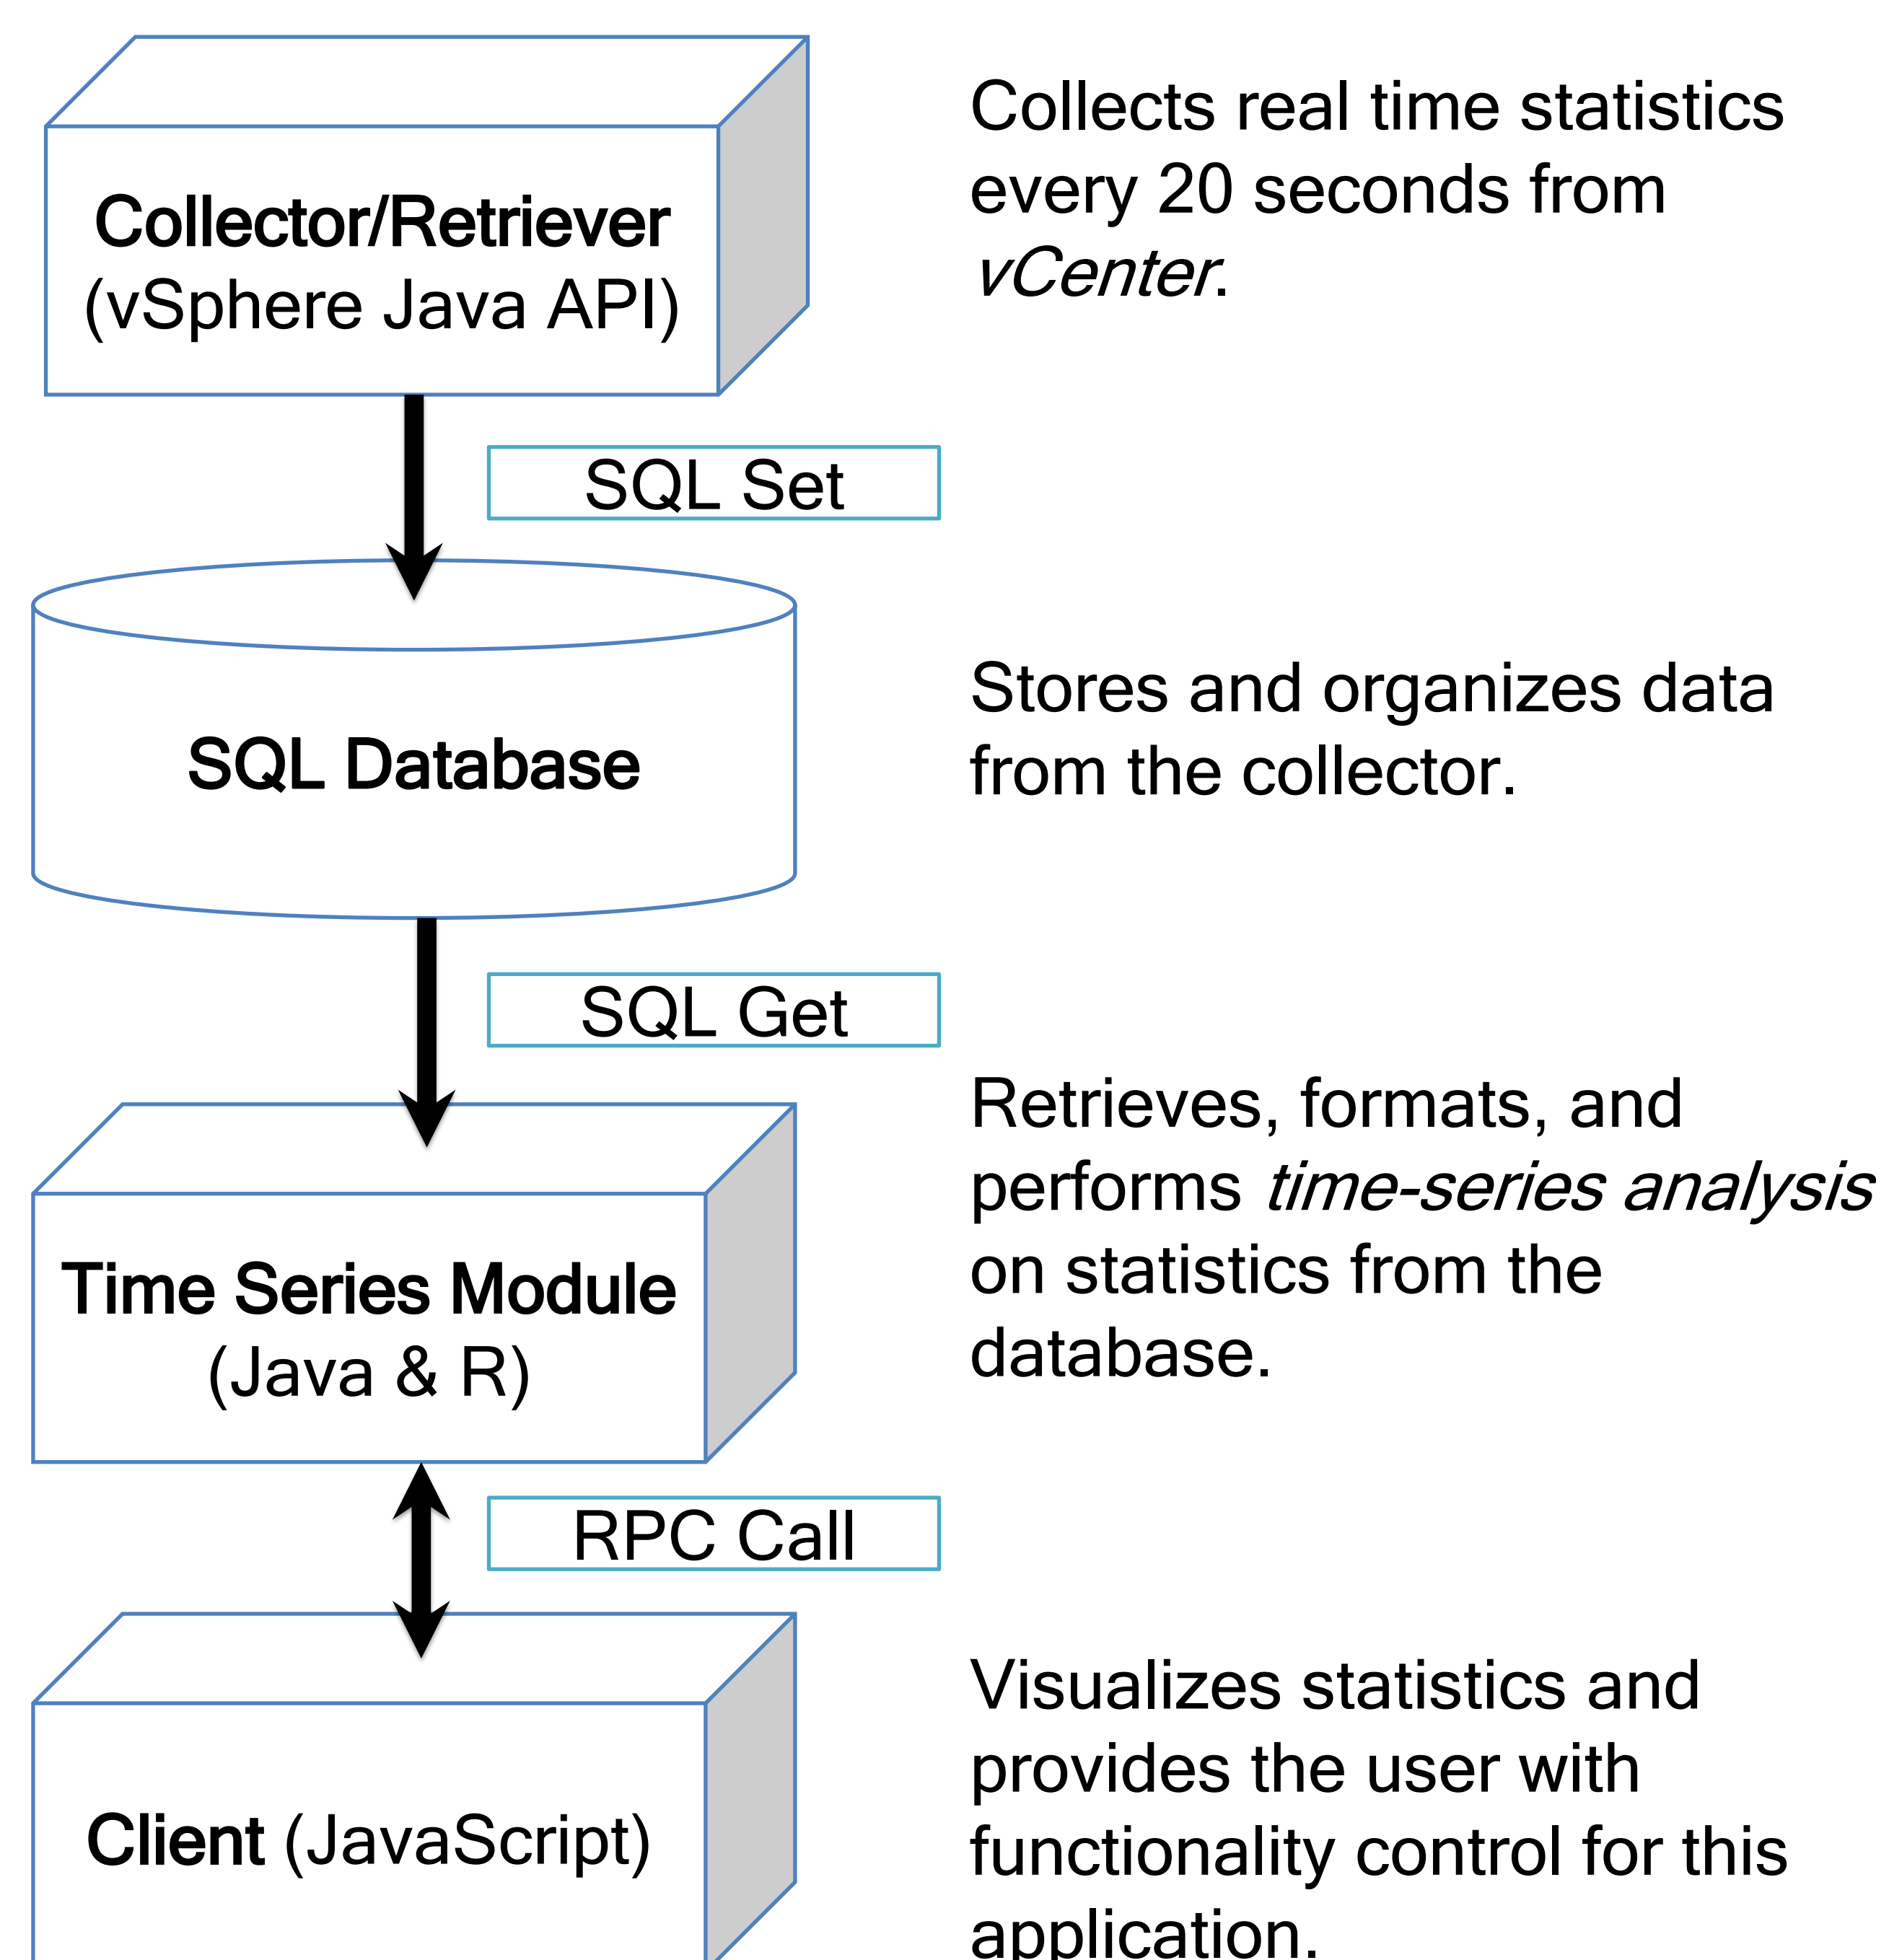 Collector/Retriever
(vSphere Java API)
Collects real time statistics
every 20 seconds from
vCenter.
SQL Set
SQL Database
Stores and organizes data
from the collector.
SQL Get
Time Series Module
(Java & R)
Retrieves, formats, and
performs time-series analysis
on statistics from the
database.
RPC Call
Client (JavaScript)
Visualizes statistics and
provides the user with
functionality control for this
application.